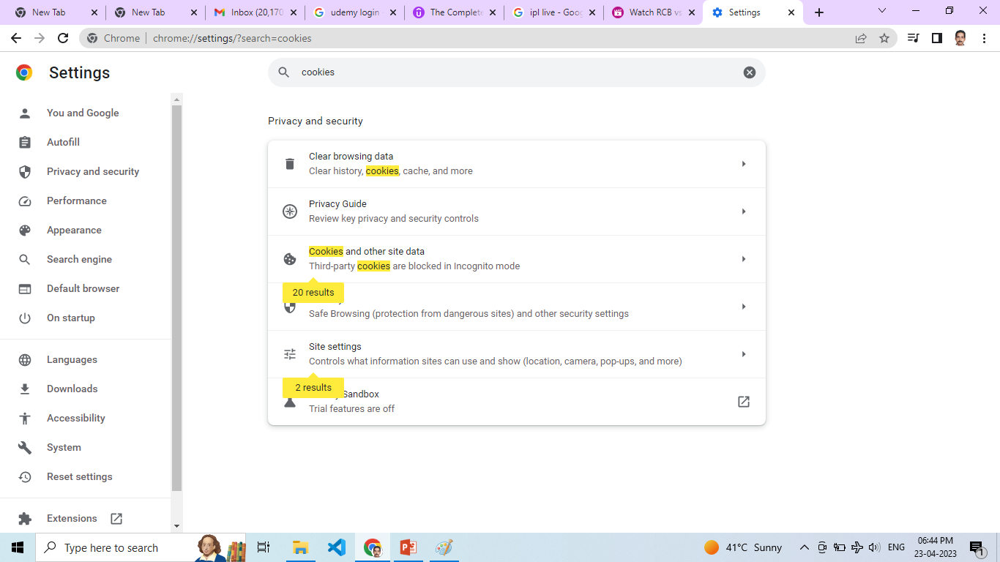 New Tab
New Tab
Inbox (20,170
udemy login -
The Complete
ipl live - Goog
Watch RCB vs
Settings
Chrome
chrome://settings/?search=cookies
Settings
cookies
You and Google
Autofill
Privacy and security
Performance
Appearance
Search engine
Default browser
On startup
Languages
Downloads
Accessibility
System
Reset settings
Extensions
Privacy and security
Clear browsing data
Clear history, cookies, cache, and more
Privacy Guide
Review key privacy and security controls
Cookies and other site data
Third-party cookies are blocked in Incognito mode
20 results
Safe Browsing (protection from dangerous sites) and other security settings
Site settings
Controls what information sites can use and show (location, camera, pop-ups, and more)
2 results
Sandbox
Trial features are off
Type here to search
41°C Sunny
ENG
06:44 PM
23-04-2023
1